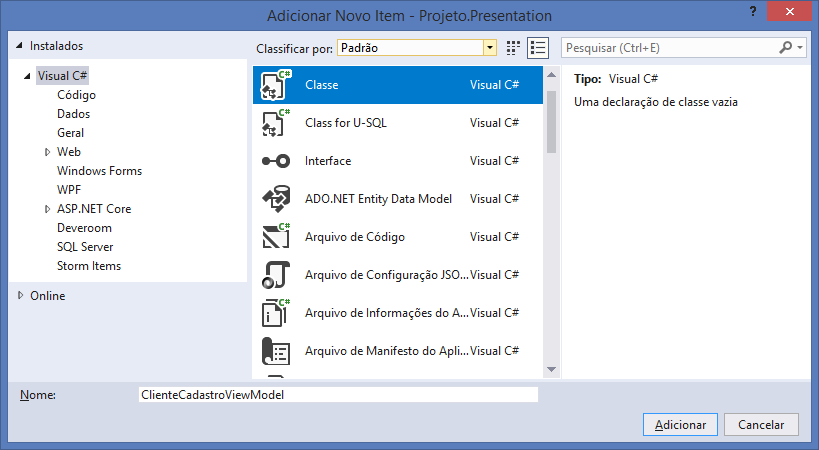 Adicionar Novo Item - Projeto.Presentation
?
Instalados
Classificar por: Padrão
Pesquisar (Ctrl+E)
Visual C#
Código
Dados
Geral
Web
Windows Forms
WPF
ASP.NET Core
Deveroom
SQL Server
Storm Items
Online
Classe Visual C#
Class for U-SQL Visual C#
Interface Visual C#
ADO.NET Entity Data Model Visual C#
Arquivo de Código Visual C#
Arquivo de Configuração JSO... Visual C#
Arquivo de Informações do A... Visual C#
Arquivo de Manifesto do Apli... Visual C#
Tipo: Visual C#
Uma declaração de classe vazia
Nome: ClienteCadastroViewModel
Adicionar Cancelar